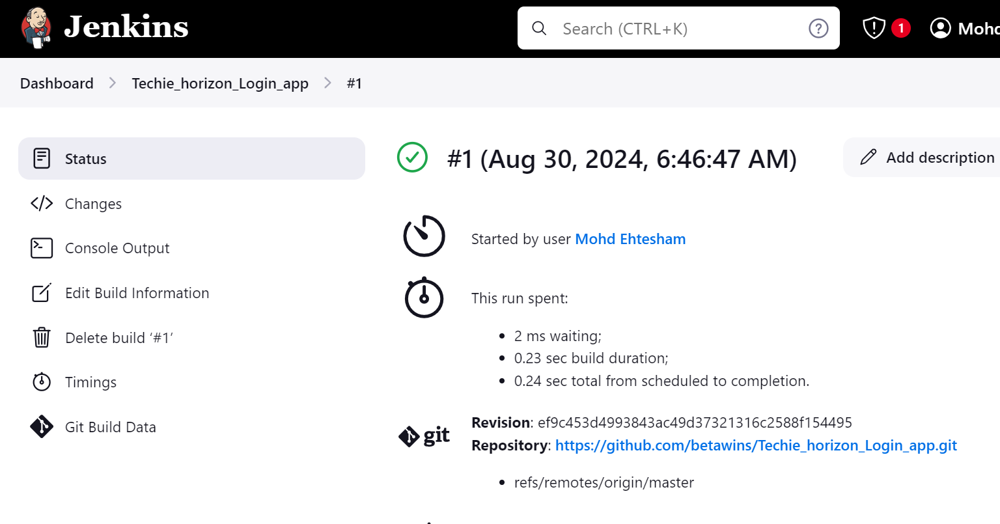 Jenkins
Search (CTRL+K)
?
1
Mohd
Dashboard > Techie_horizon_Login_app > #1
Status
Changes
Console Output
Edit Build Information
Delete build ‘#1’
Timings
Git Build Data
#1 (Aug 30, 2024, 6:46:47 AM)
Add description
Started by user Mohd Ehtesham
This run spent:
2 ms waiting;
0.23 sec build duration;
0.24 sec total from scheduled to completion.
git
Revision: ef9c453d4993843ac49d37321316c2588f154495
Repository: https://github.com/betawins/Techie_horizon_Login_app.git
refs/remotes/origin/master